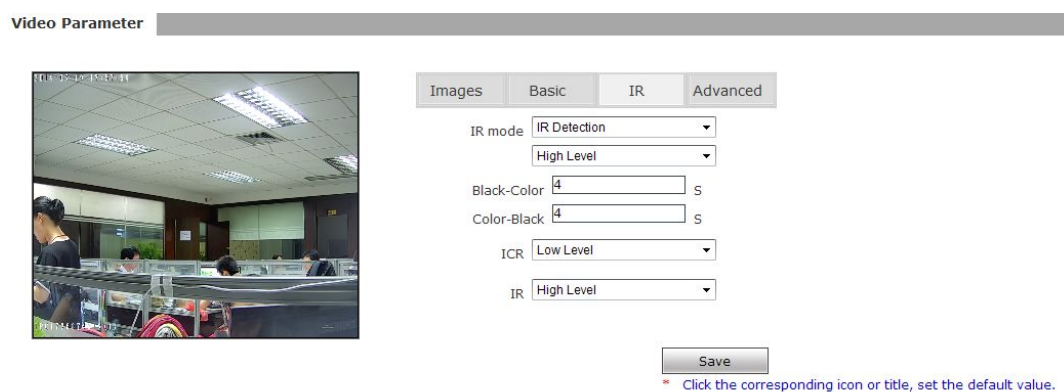 Video Parameter
Images Basic IR Advanced
IR mode IR Detection
High Level
Black-Color 4 S
Color-Black 4 S
ICR Low Level
IR High Level
Save
* Click the corresponding icon or title, set the default value.